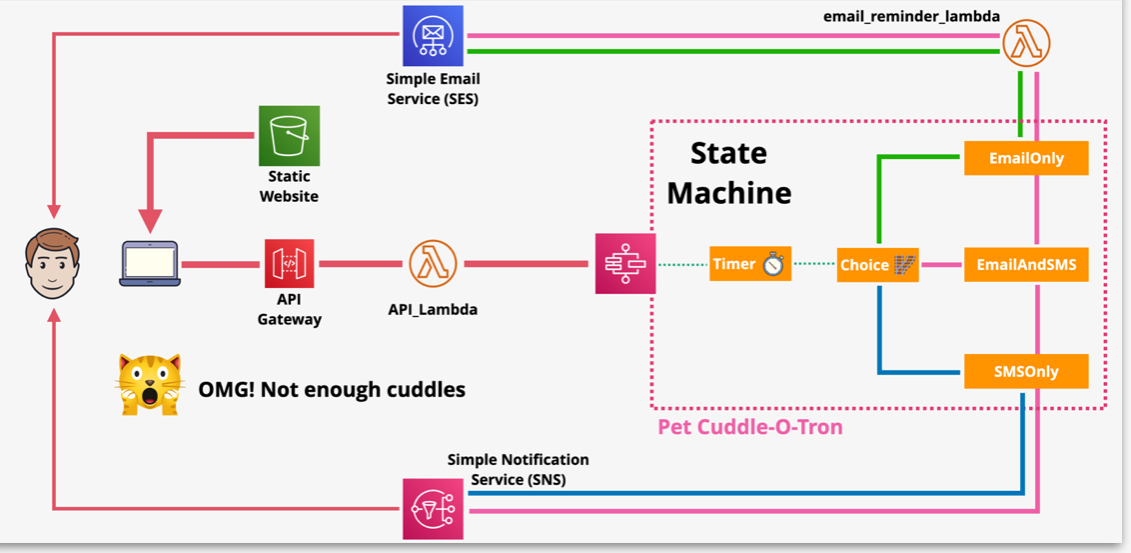 email_reminder_lambda
Simple Email
Service (SES)
Static
Website
State
Machine
EmailOnly
Timer
Choice
EmailAndSMS
API
Gateway
API_Lambda
SMSOnly
OMG! Not enough cuddles
Pet Cuddle-O-Tron
Simple Notification
Service (SNS)